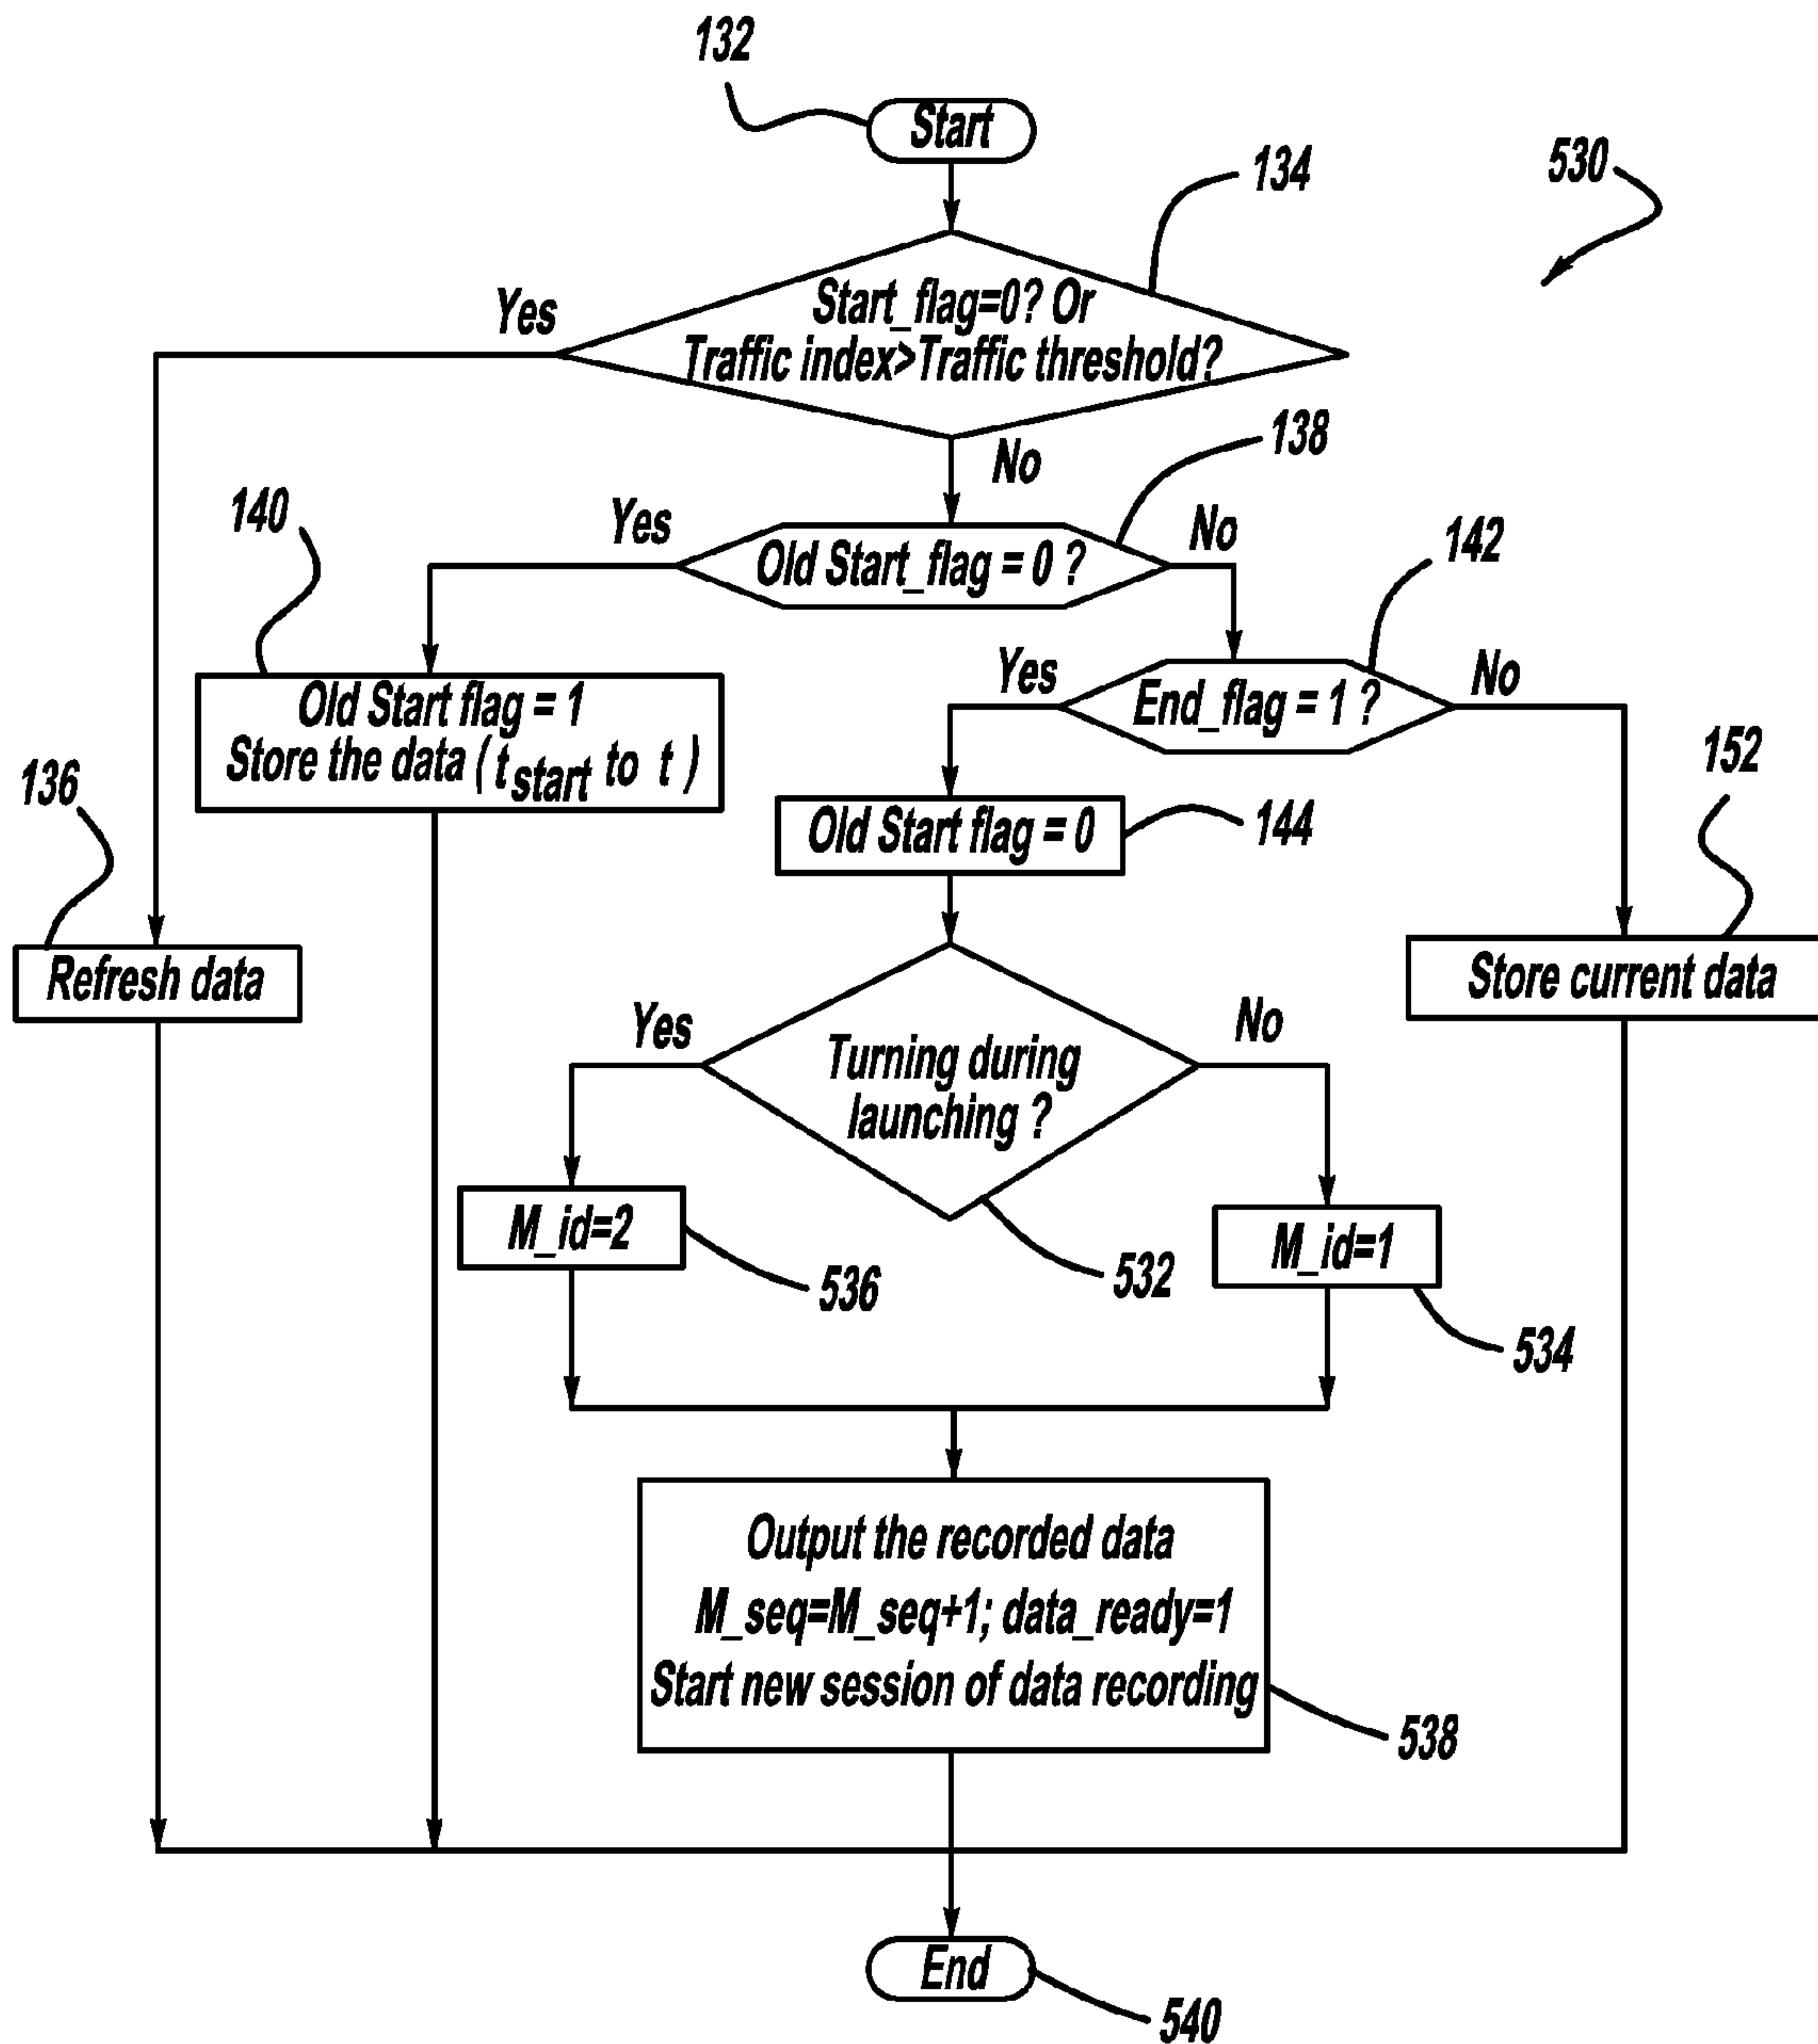 132
Start
134
530
Yes
Start_flag=0? Or
Traffic index>Traffic threshold?
No
138
140
Yes
Old Start_flag = 0 ?
No
142
Old Start flag = 1
Store the data (tstart to t )
Yes
End_flag = 1 ?
No
136
152
Old Start flag = 0
144
Refresh data
Store current data
Yes
Turning during
launching ?
No
M_id=2
536
532
M_id=1
534
Output the recorded data
M_seq=M_seq+1; data_ready=1
Start new session of data recording
538
End
540